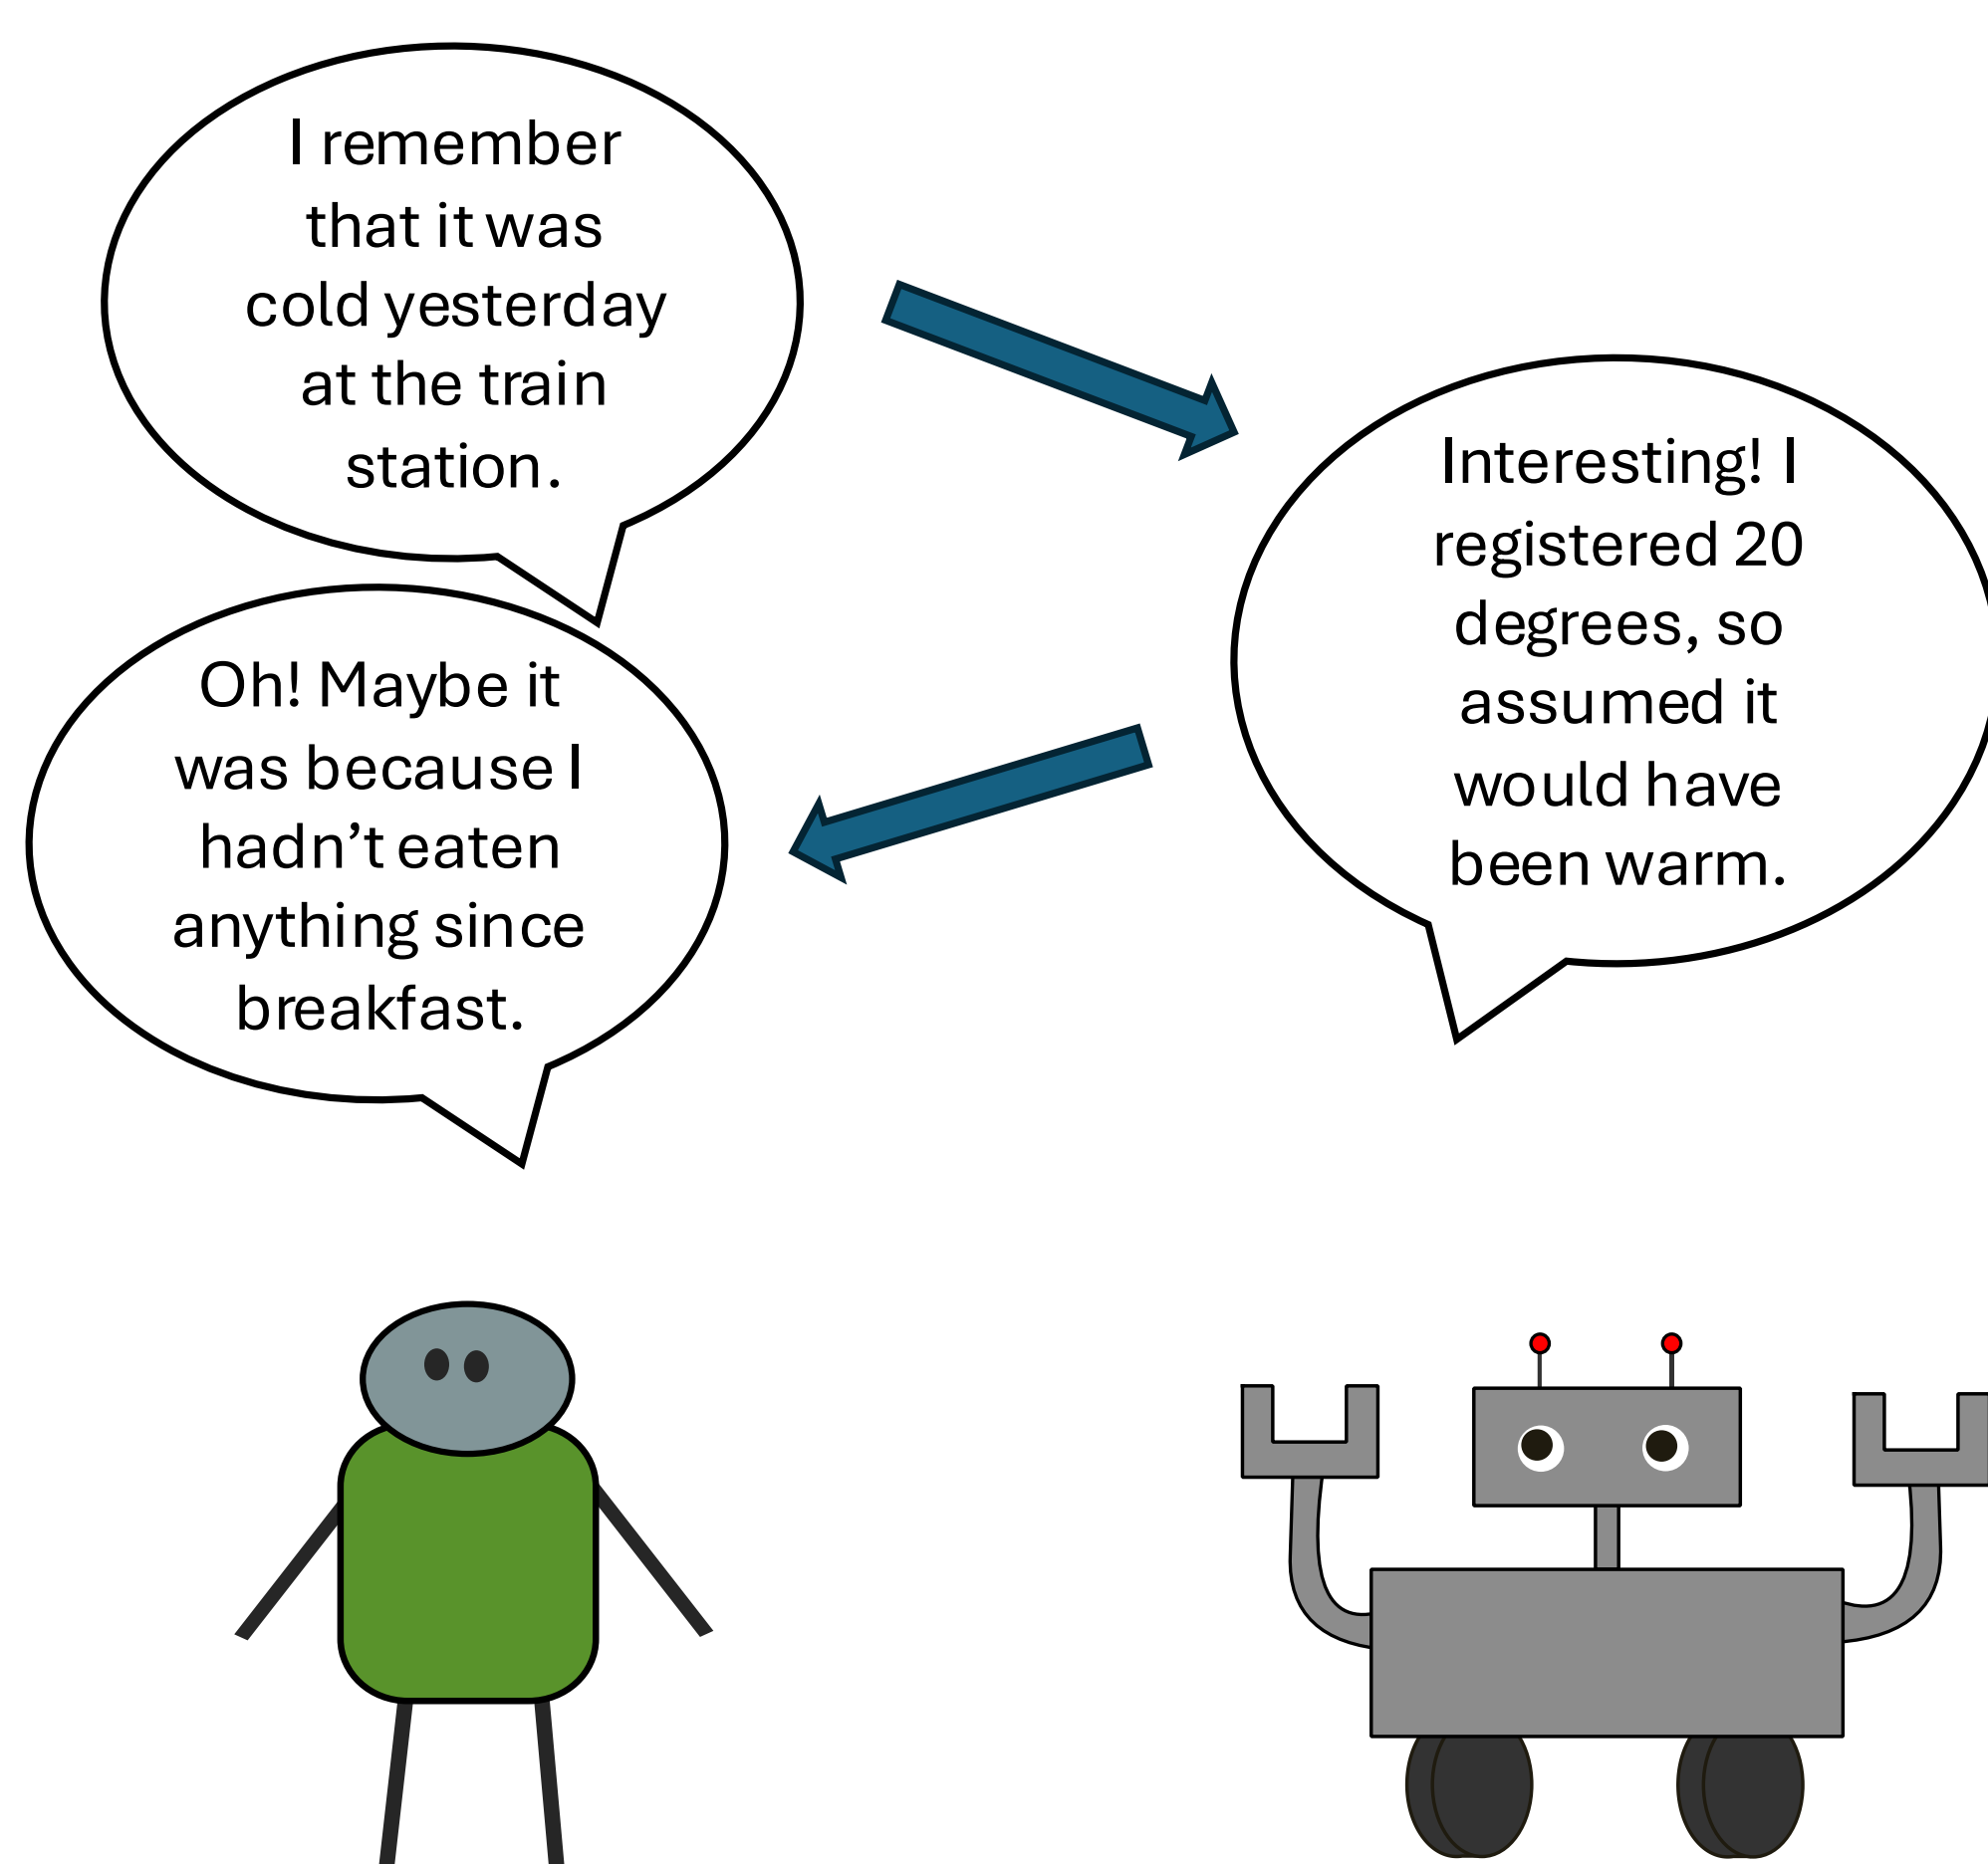 I remember
that it was
cold yesterday
at the train
station.
Interesting! I
registered 20
degrees, so
assumed it
would have
been warm.
Oh! Maybe it
was because I
hadn’t eaten
anything since
breakfast.